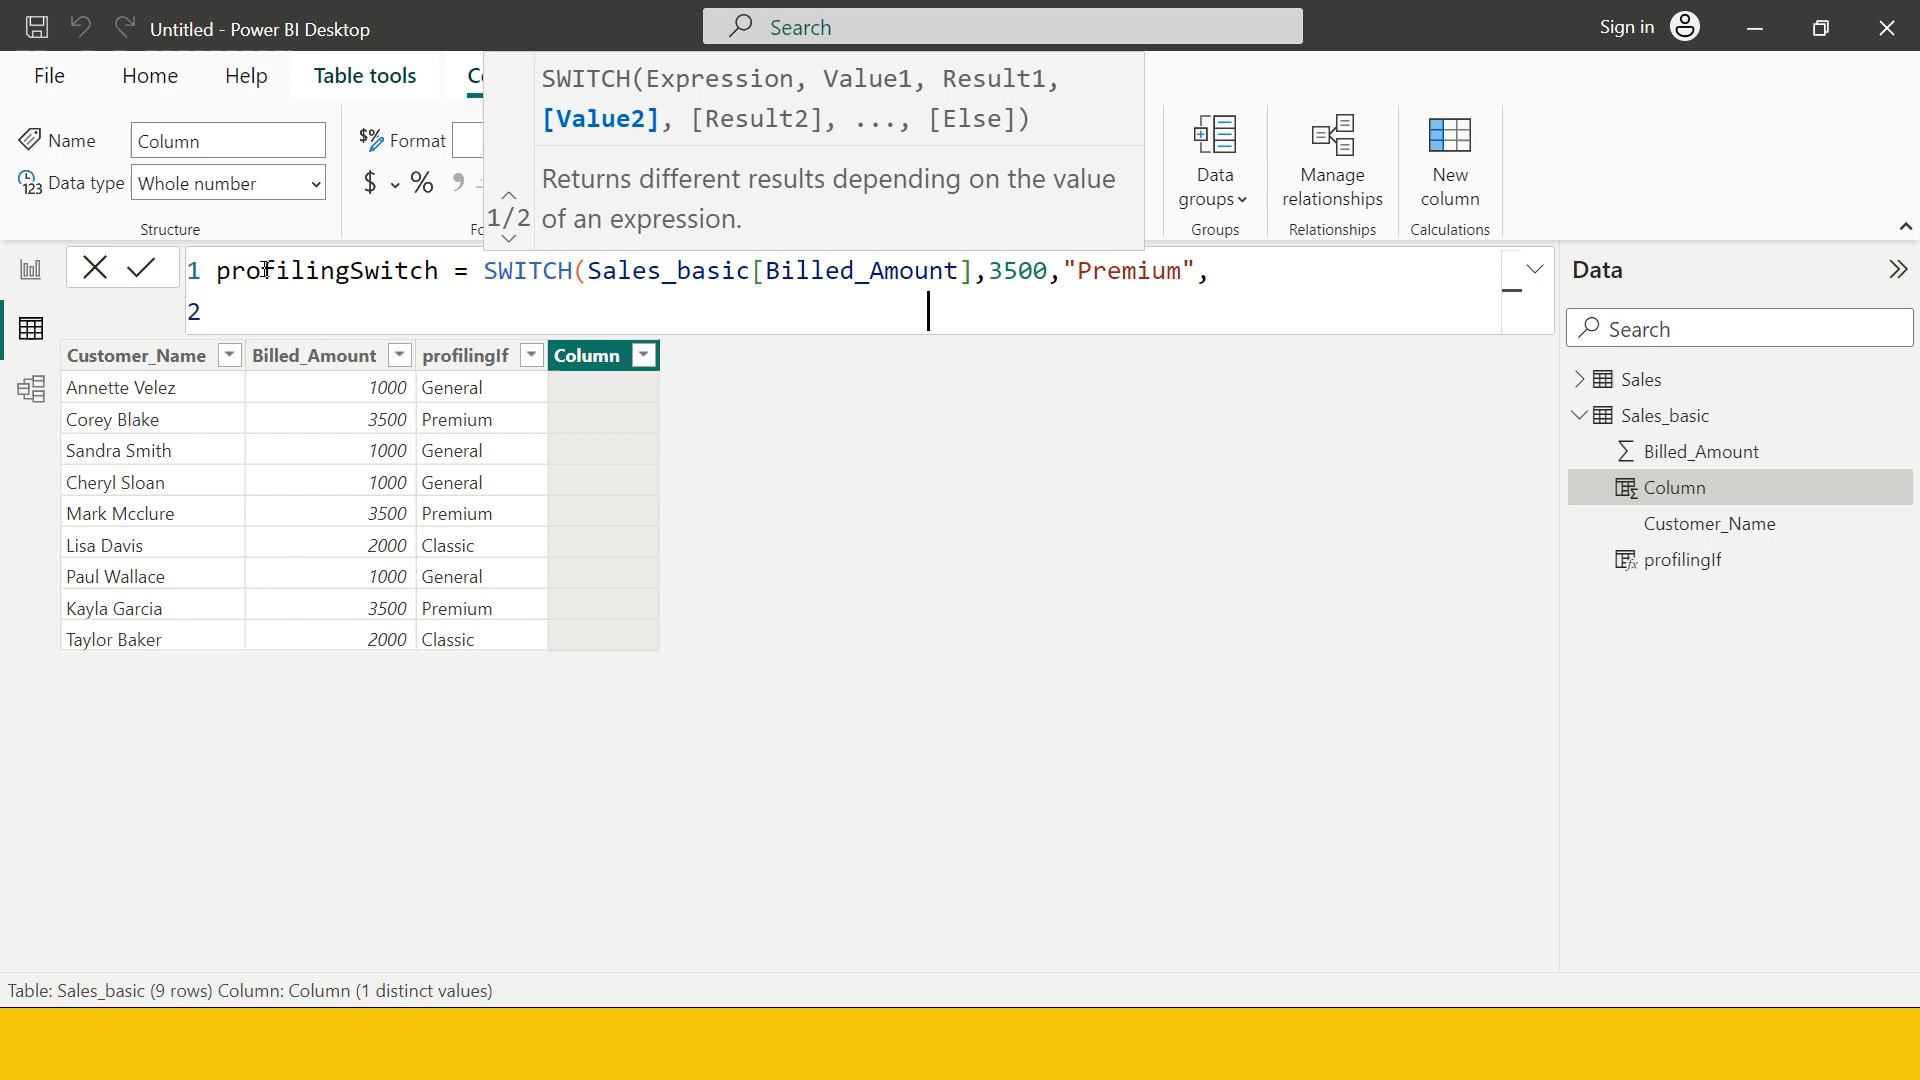 Untitled - Power BI Desktop
Search
Sign in
File
Home
Help
Table tools
Co
SWITCH(Expression, Value1, Result1,
[Value2], [Result2], ..., [Else])
Returns different results depending on the value
of an expression.
1/2
Name
Column
Format
Data type
Whole number
$
%
Structure
Fo
Data
groups
Groups
Manage
relationships
Relationships
New
column
Calculations
1 profilingSwitch = SWITCH(Sales_basic[Billed_Amount],3500,"Premium",
2
Customer_Name Billed_Amount profilingIf Column
Annette Velez 1000 General
Corey Blake 3500 Premium
Sandra Smith 1000 General
Cheryl Sloan 1000 General
Mark Mcclure 3500 Premium
Lisa Davis 2000 Classic
Paul Wallace 1000 General
Kayla Garcia 3500 Premium
Taylor Baker 2000 Classic
Data
Search
Sales
Sales_basic
Billed_Amount
Column
Customer_Name
profilingIf
Table: Sales_basic (9 rows) Column: Column (1 distinct values)